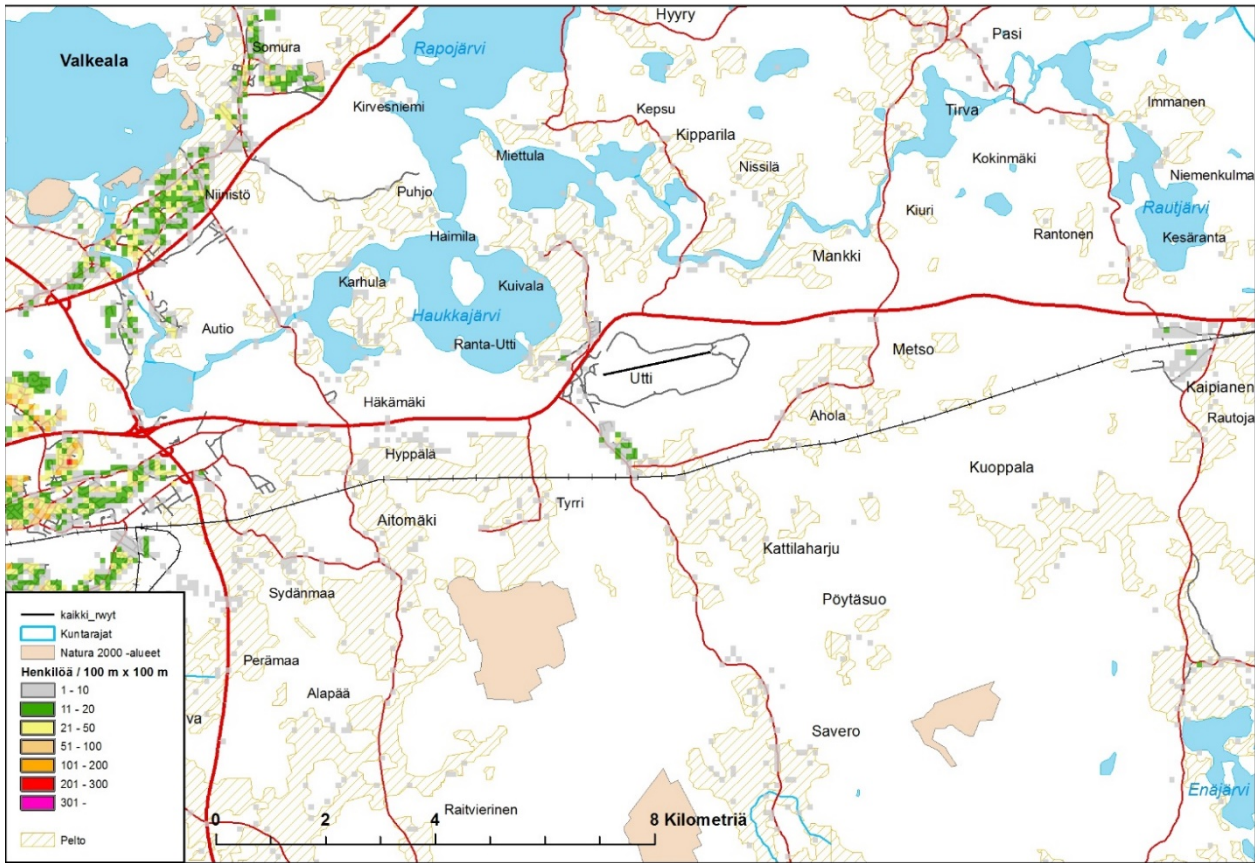 Hyyry
Pasi
Somura
Rapojärvi
Valkeala
Kirvesniemi
Kepsu
Immanen
Tirva
Kipparila
Miettula
Nissilä
Kokinmäki
Niemenkulma
Niinistö
Puhjo
Kiuri
Rautjärvi
Haimila
Rantonen
Kesäranta
Mankki
Karhula
Kuivala
Haukkajärvi
Autio
Ranta-Utti
Metso
Utti
Kaipianen
Häkämäki
Ahola
Rautoja
Hyppälä
Kuoppala
Tyrri
Aitomäki
Kattilaharju
Sydänmaa
Pöytäsuo
Perämaa
Alapää
va
Savero
Enäjärvi
Raitvierinen
0 2 4 8 Kilometriä
kaikki_rwyt
Kuntarajat
Natura 2000 -alueet
Henkilöä / 100 m x 100 m
1 - 10
11 - 20
21 - 50
51 - 100
101 - 200
201 - 300
301 -
Pelto